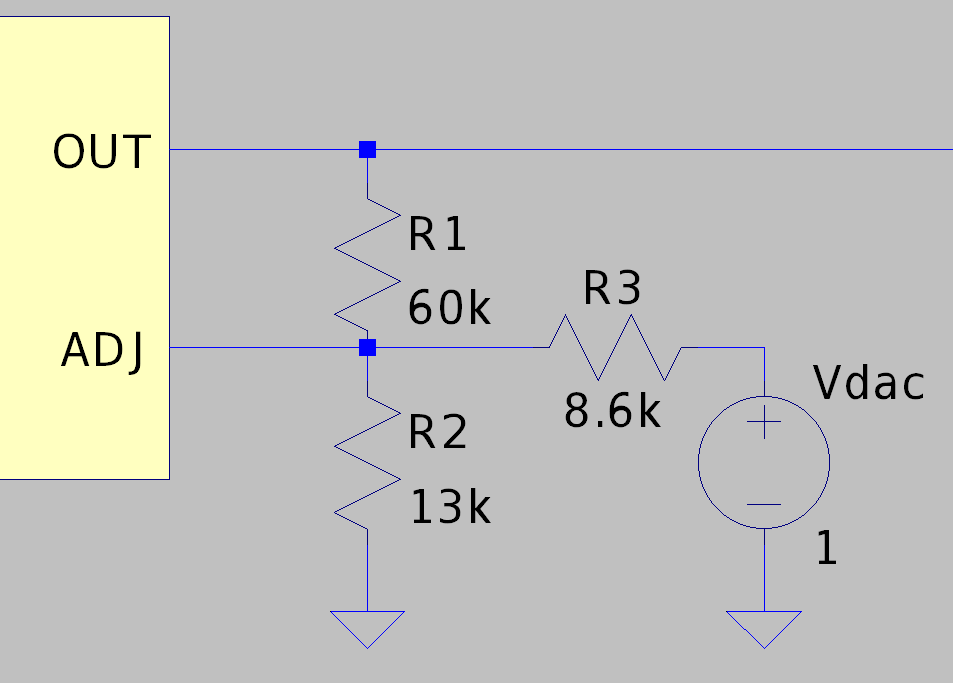 OUT
R1
60k
R3
ADJ
8.6k
Vdac
R2
13k
1